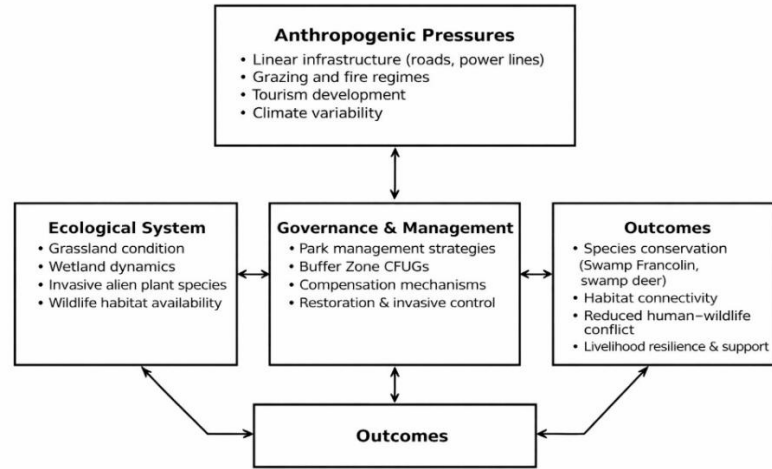 Anthropogenic Pressures
• Linear infrastructure (roads, power lines)
• Grazing and fire regimes
• Tourism development
• Climate variability
Ecological System
• Grassland condition
• Wetland dynamics
• Invasive alien plant species
• Wildlife habitat availability
Governance & Management
• Park management strategies
• Buffer Zone CFUGs
• Compensation mechanisms
• Restoration & invasive control
Outcomes
• Species conservation
(Swamp Francolin,
swamp deer)
• Habitat connectivity
• Reduced human–wildlife
conflict
• Livelihood resilience & support
Outcomes